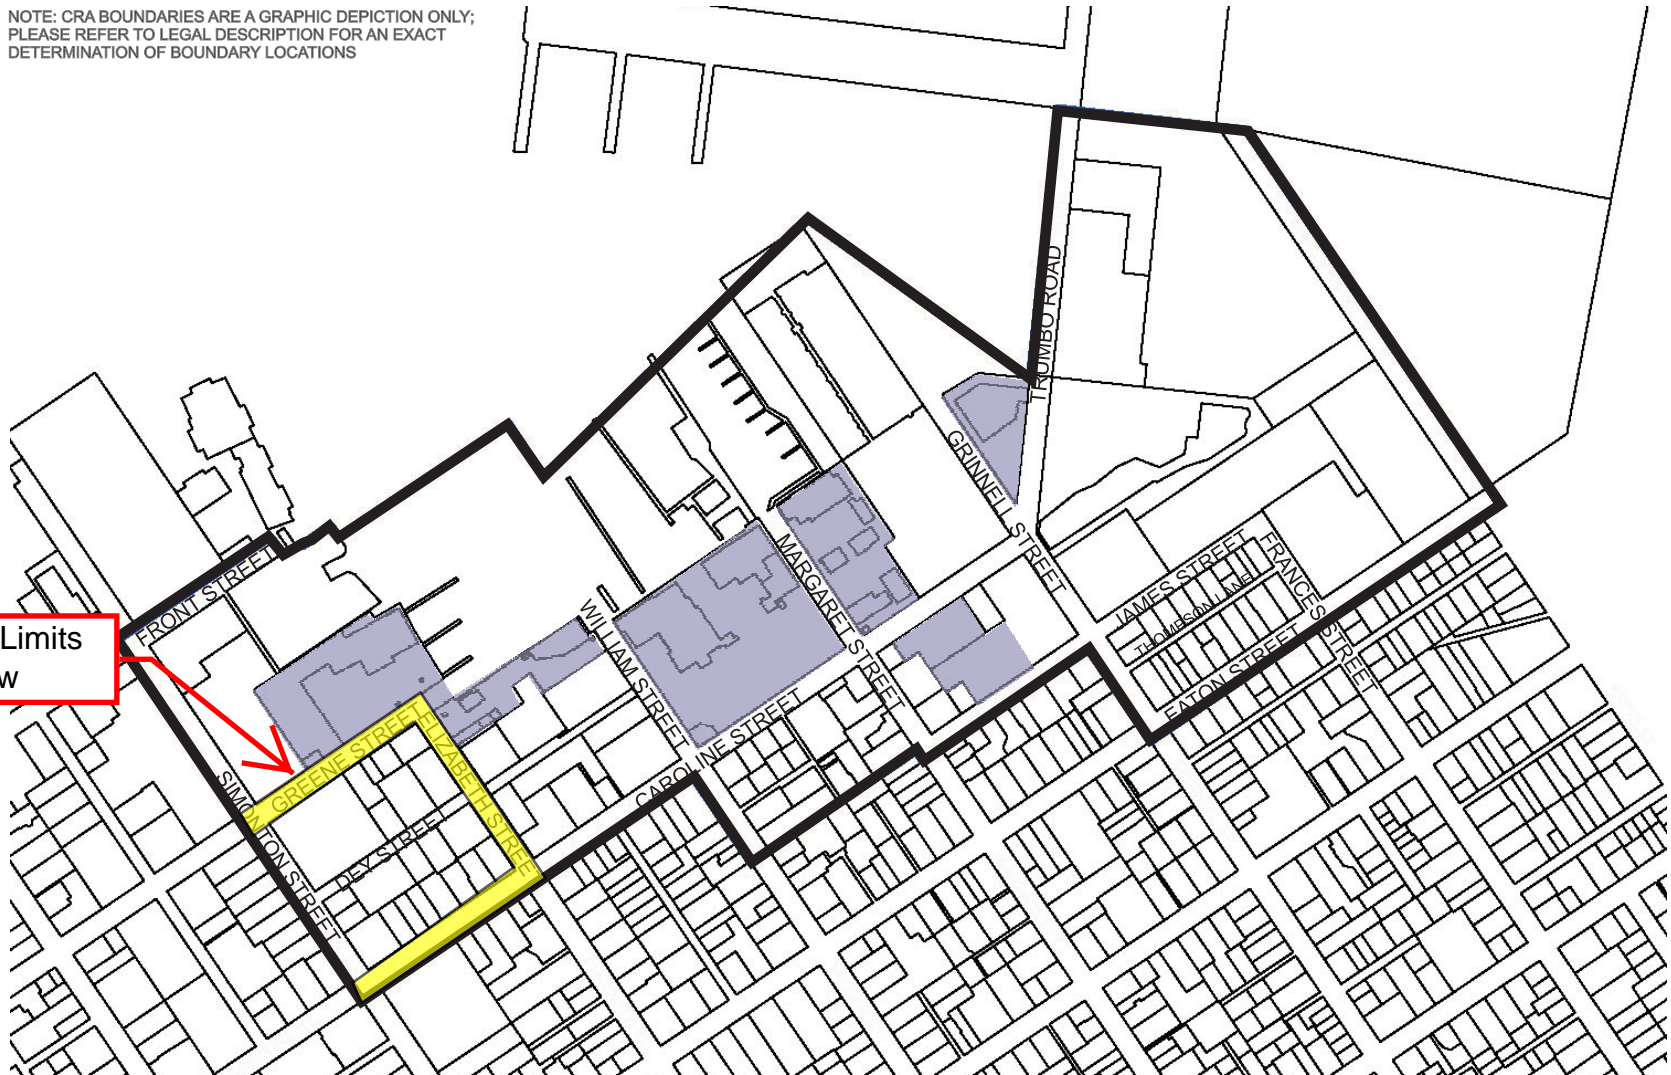 NOTE: CRA BOUNDARIES ARE A GRAPHIC DEPICTION ONLY;
PLEASE REFER TO LEGAL DESCRIPTION FOR AN EXACT
DETERMINATION OF BOUNDARY LOCATIONS
TRUMBO ROAD
GRINNELL STREET
FRONT STREET
MARGARET STREET
JAMES STREET
FRANCES STREET
THOMPSON LANE
WILLIAM STREET
EATON STREET
Limits
w
GREENE STREET
ELIZABETH STREE
CAROLINE STREET
SIMONTON STREET
DEY STREET